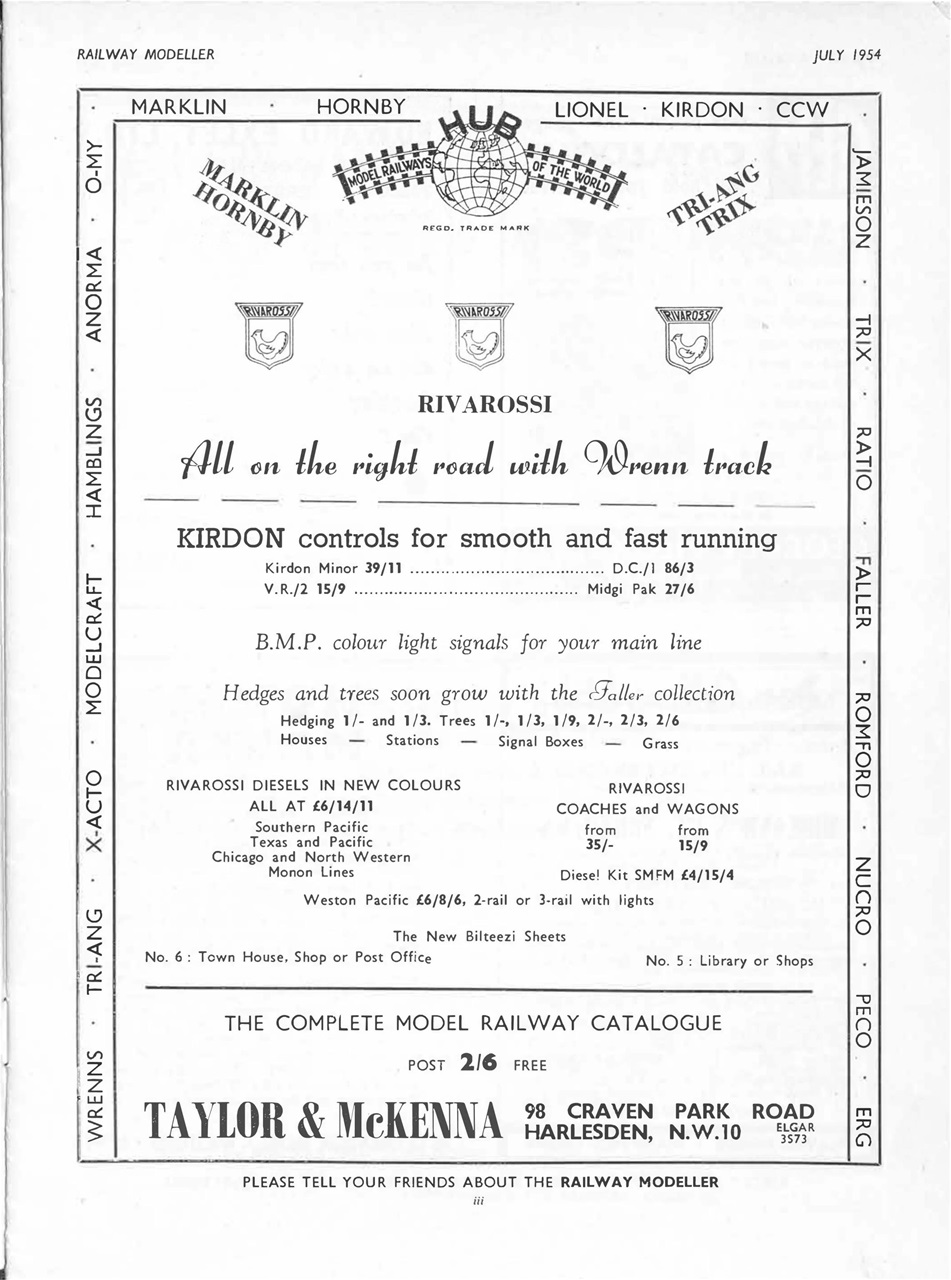 RAILWAY MODELLER
JULY 1954
MARKLIN · HORNBY
LIONEL · KIRDON · CCW
HUB
MODEL RAILWAYS
OF THE WORLD
REGD. TRADE MARK
MARKLIN
HORNBY
TRI-ANG
TRIX
WRENNS · TRI-ANG · X-ACTO · MODELCRAFT · HAMBLINGS · ANORMA · O-MY
JAMIESON · TRIX · RATIO · FALLER · ROMFORD · NUCRO · PECO · ERG
RIVAROSSI
RIVAROSSI
RIVAROSSI
RIVAROSSI
All on the right road with Wrenn track
KIRDON controls for smooth and fast running
Kirdon Minor 39/11 .................................... D.C./1 86/3
V.R./2 15/9 .......................................... Midgi Pak 27/6
B.M.P. colour light signals for your main line
Hedges and trees soon grow with the Faller collection
Hedging 1/- and 1/3. Trees 1/-, 1/3, 1/9, 2/-, 2/3, 2/6
Houses — Stations — Signal Boxes — Grass
RIVAROSSI DIESELS IN NEW COLOURS
ALL AT £6/14/11
Southern Pacific
Texas and Pacific
Chicago and North Western
Monon Lines
RIVAROSSI
COACHES and WAGONS
from from
35/- 15/9
Diesel Kit SMFM £4/15/4
Weston Pacific £6/8/6, 2-rail or 3-rail with lights
The New Bilteezi Sheets
No. 6 : Town House, Shop or Post Office
No. 5 : Library or Shops
THE COMPLETE MODEL RAILWAY CATALOGUE
POST 2/6 FREE
TAYLOR & McKENNA
98 CRAVEN PARK ROAD
HARLESDEN, N.W.10
ELGAR
3573
PLEASE TELL YOUR FRIENDS ABOUT THE RAILWAY MODELLER
iii